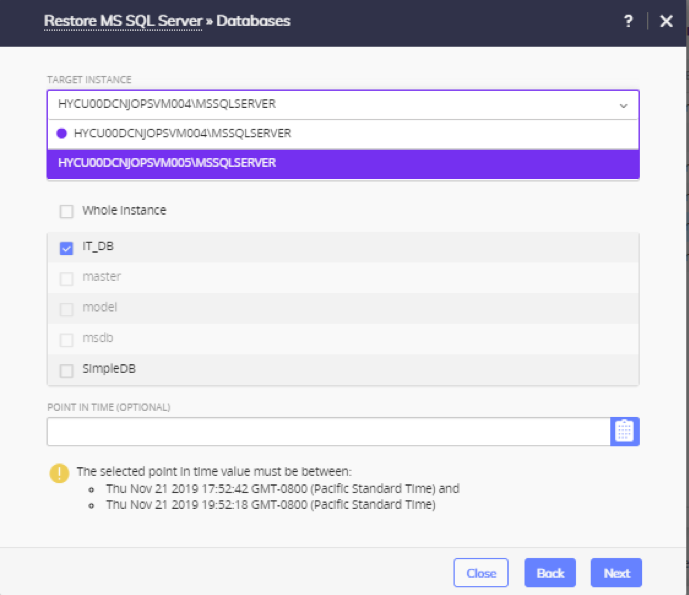 Restore MS SQL Server » Databases ? ×
TARGET INSTANCE
HYCU00DCNJOPSVM004\MSSQLSERVER
HYCU00DCNJOPSVM004\MSSQLSERVER
HYCU00DCNJOPSVM005\MSSQLSERVER
Whole Instance
IT_DB
master
model
msdb
SimpleDB
POINT IN TIME (OPTIONAL)
The selected point in time value must be between:
Thu Nov 21 2019 17:52:42 GMT-0800 (Pacific Standard Time) and
Thu Nov 21 2019 19:52:18 GMT-0800 (Pacific Standard Time)
Close Back Next